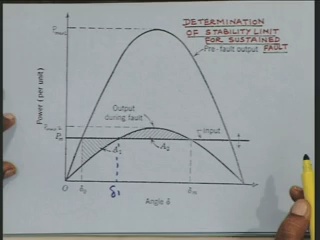 DETERMINATION
OF STABILITY LIMIT
FOR SUSTAINED
FAULT
Pre-fault output
Power (per unit)
Output
during fault
Input
A₁
A₂
P₀
O
δ₀
δ₁
δₘ
Angle δ